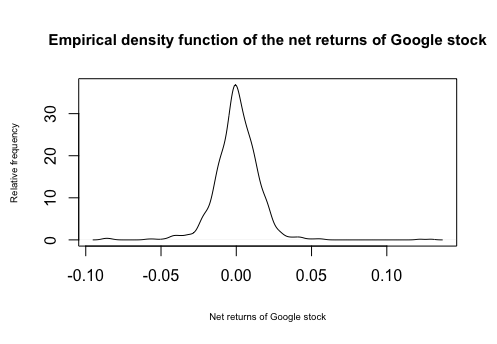 Empirical density function of the net returns of Google stock
Relative frequency
30
20
10
0
-0.10 -0.05 0.00 0.05 0.10
Net returns of Google stock